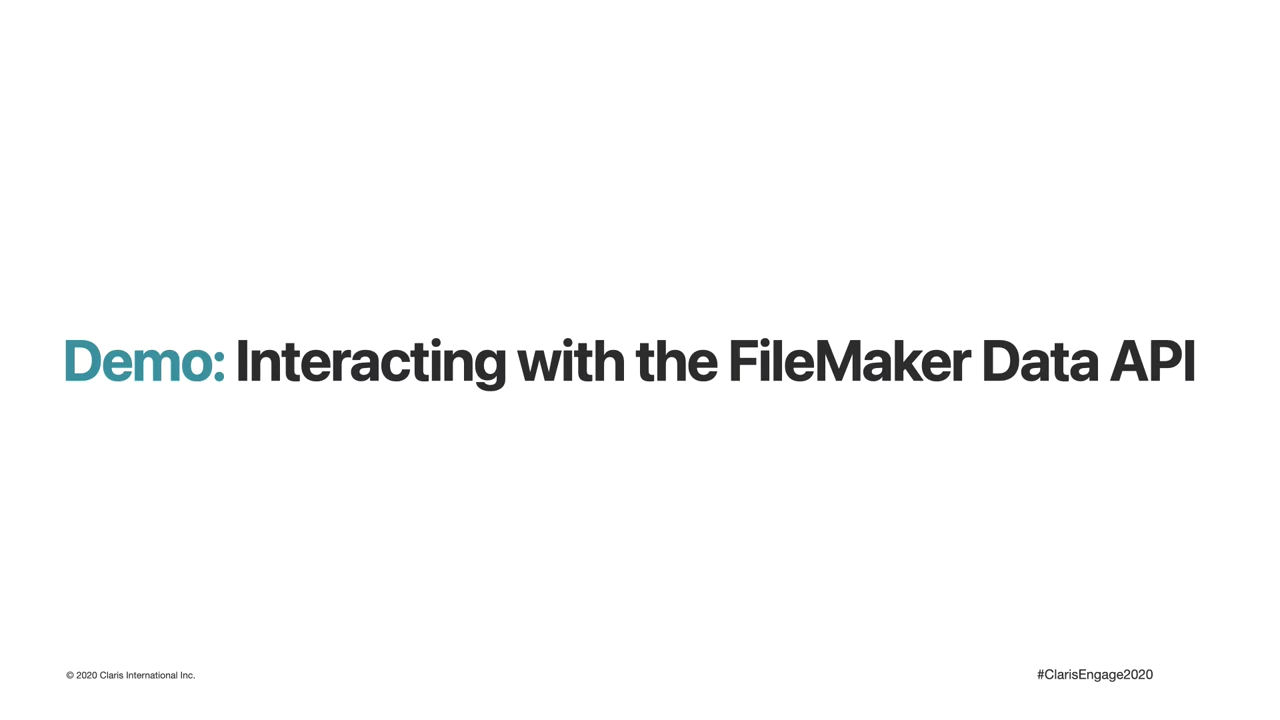 Demo: Interacting with the FileMaker Data API
© 2020 Claris International Inc.
#ClarisEngage2020